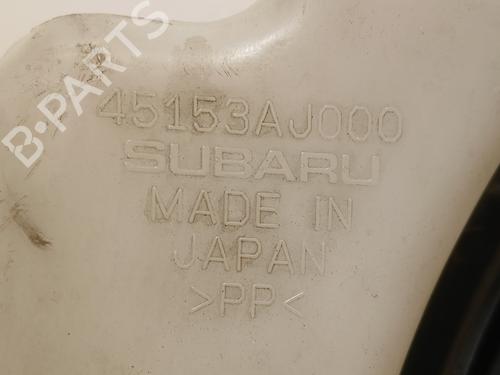 B-PARTS
45153AJ000
SUBARU
MADE IN
JAPAN
>PP<